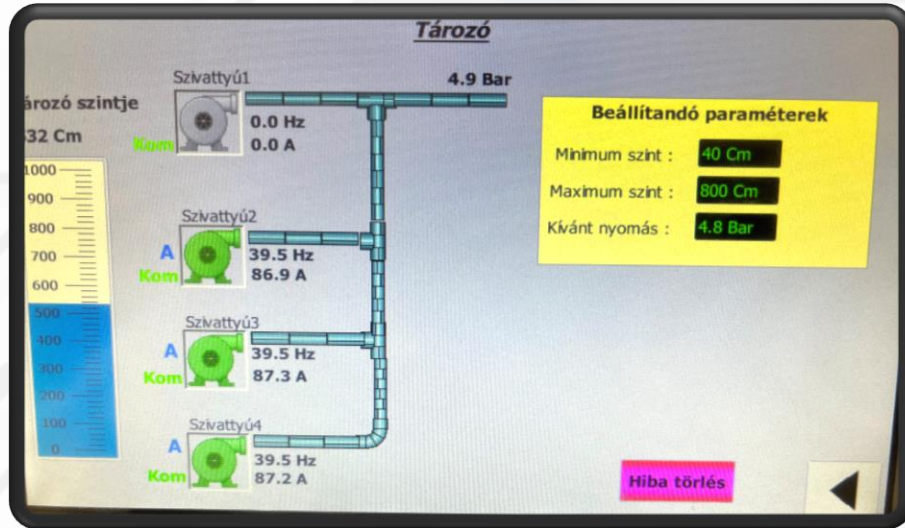 Tározó
ározó szintje
32 Cm
1000
900
800
700
600
500
400
300
200
100
0
Szivattyú1
Kom
0.0 Hz
0.0 A
4.9 Bar
Szivattyú2
A
Kom
39.5 Hz
86.9 A
Szivattyú3
A
Kom
39.5 Hz
87.3 A
Szivattyú4
A
Kom
39.5 Hz
87.2 A
Beállítandó paraméterek
Minimum szint : 40 Cm
Maximum szint : 800 Cm
Kívánt nyomás : 4.8 Bar
Hiba törlés